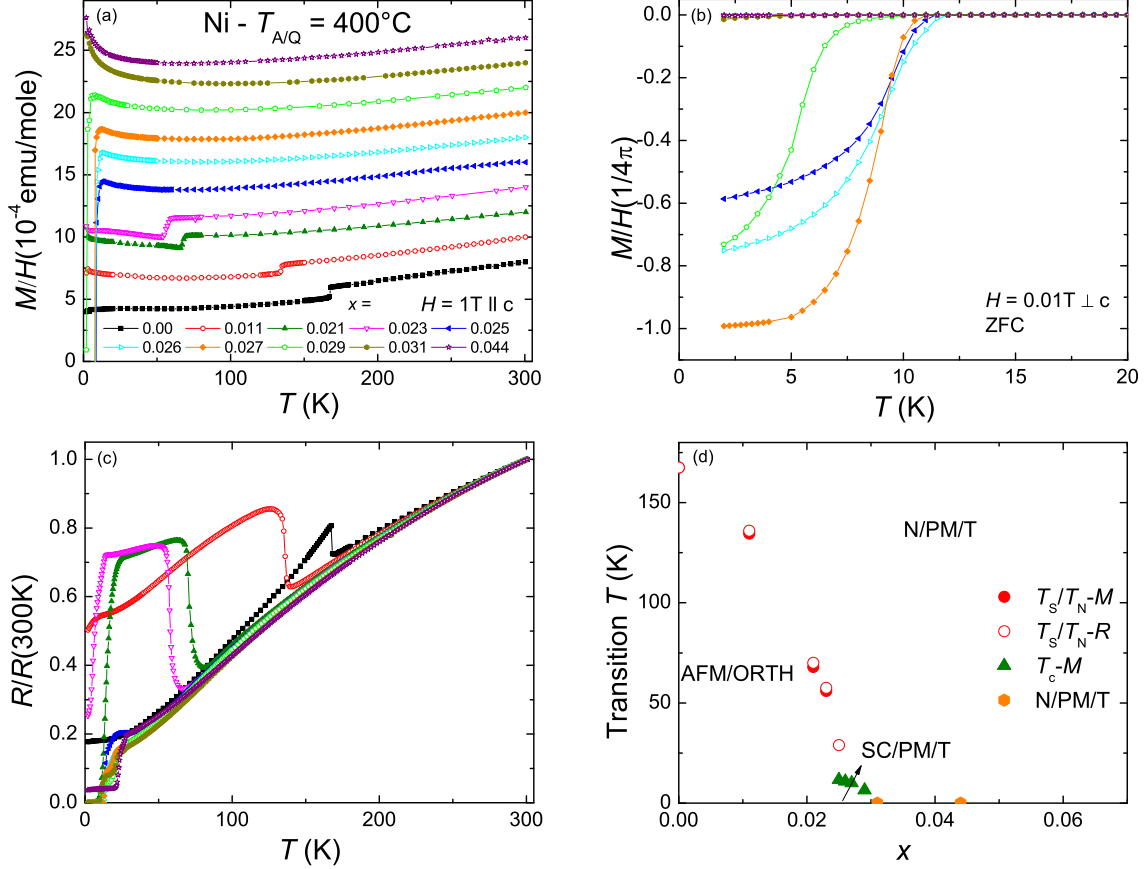 (a)
Ni - T_A/Q = 400°C
M/H(10⁻⁴ emu/mole)
25
20
15
10
5
0
x =
H = 1T || c
0.00 0.011 0.021 0.023 0.025
0.026 0.027 0.029 0.031 0.044
0 100 200 300
T (K)
(b)
M/H(1/4π)
0.0
-0.2
-0.4
-0.6
-0.8
-1.0
H = 0.01T ⊥ c
ZFC
0 5 10 15 20
T (K)
(c)
R/R(300K)
1.0
0.8
0.6
0.4
0.2
0.0
0 100 200 300
T (K)
(d)
Transition T (K)
150
100
50
0
N/PM/T
AFM/ORTH
SC/PM/T
T_S/T_N-M
T_S/T_N-R
T_c-M
N/PM/T
0.00 0.02 0.04 0.06
x